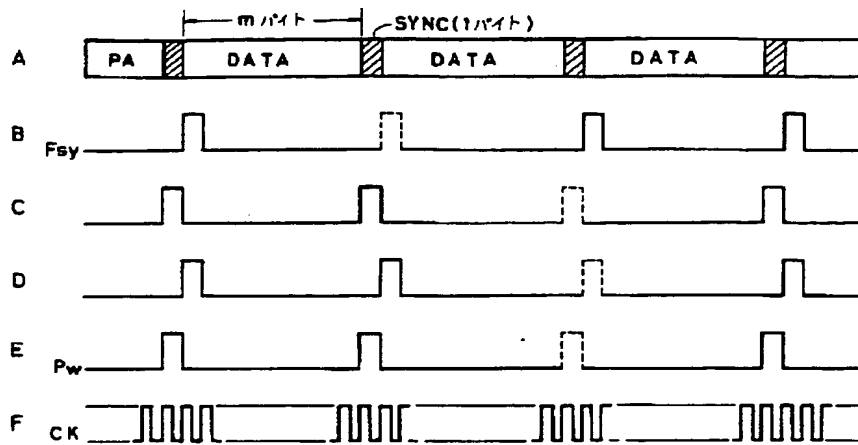 mバイト
SYNC(1バイト)
A PA DATA DATA DATA
B Fsy
C
D
E Pw
F CK